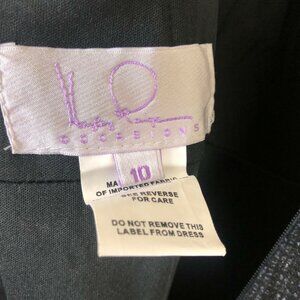 OCCASIONS
10
OF IMPORTED FABRIC
SEE REVERSE
FOR CARE
DO NOT REMOVE THIS
LABEL FROM DRESS